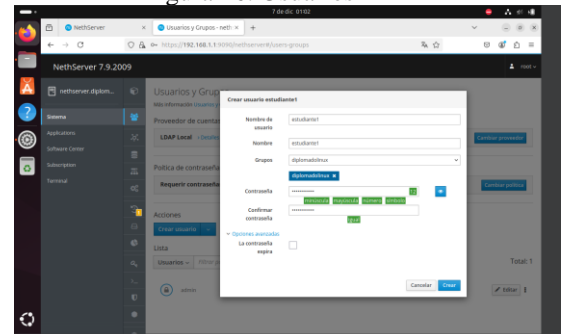 7 de dic 01:02
NethServer
Usuarios y Grupos - neth
https://192.168.1.1:9090/nethserver#/users-groups
NethServer 7.9.2009
root
nethserver.diplom...
Sistema
Applications
Software Center
Subscription
Terminal
Usuarios y Grup
Más información Usuarios y
Proveedor de cuenta
LDAP Local
Cambiar proveedor
Política de contraseña
Requerir contraseña
Cambiar política
Acciones
Crear usuario
Lista
Usuarios
Total: 1
admin
Editar
Crear usuario estudiante1
Nombre de usuario
estudiante1
Nombre
estudiante1
Grupos
diplomadolinux
diplomadolinux
Contraseña
minúscula mayúscula número símbolo
Confirmar contraseña
igual
Opciones avanzadas
La contraseña expira
Cancelar
Crear